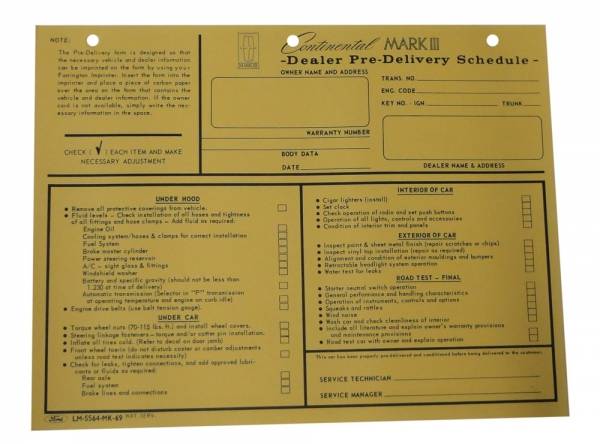 NOTE:
The Pre-Delivery form is designed so that
the necessary vehicle and dealer information
can be imprinted on the form by using your
Farrington Imprinter. Insert the form into the
imprinter and place a piece of carbon paper
over the area on the form that contains the
vehicle and dealer information. If the owner
card is not available, simply write the nec-
essary information in the space.
CHECK ( √ ) EACH ITEM AND MAKE
NECESSARY ADJUSTMENT
MARK III
Continental MARK III
-Dealer Pre-Delivery Schedule-
OWNER NAME AND ADDRESS
WARRANTY NUMBER
BODY DATA
DATE
TRANS. NO.
ENG. CODE
KEY NO. - IGN. TRUNK
DEALER NAME & ADDRESS
UNDER HOOD
• Remove all protective coverings from vehicle.
• Fluid levels - Check installation of all hoses and tightness
of all fittings and hose clamps - Add fluid as required:
Engine Oil
Cooling system/hoses & clamps for correct installation
Fuel System
Brake master cylinder
Power steering reservoir
A/C - sight glass & fittings
Windshield washer
Battery and specific gravity (should not be less than
1.230 at time of delivery)
Automatic transmission (Selector in "P" transmission
at operating temperature and engine on curb idle)
• Engine drive belts (use belt tension gauge).
UNDER CAR
• Torque wheel nuts (70-115 lbs. ft.) and install wheel covers.
• Steering linkage fasteners - torque and/or cotter pin installation.
• Inflate all tires cold. (Refer to decal on door jamb)
• Front wheel toe-in (do not disturb caster or camber adjustments
unless road test indicates necessary)
• Check for leaks, tighten connections, and add approved lubri-
cants or fluids as required:
Rear axle
Fuel system
Brake lines and connections
INTERIOR OF CAR
• Cigar lighters (install)
• Set clock
• Check operation of radio and set push buttons
• Operation of all lights, controls and accessories
• Condition of interior trim and panels
EXTERIOR OF CAR
• Inspect paint & sheet metal finish (repair scratches or chips)
• Inspect vinyl top installation (repair as required)
• Alignment and condition of exterior mouldings and bumpers
• Retractable headlight system operation
• Water test for leaks
ROAD TEST - FINAL
• Starter neutral switch operation
• General performance and handling characteristics
• Operation of instruments, controls and options
• Squeaks and rattles
• Wind noise
• Wash car and check cleanliness of interior
• Include all literature and explain owner's warranty provisions
and maintenance provisions
• Road test car with owner and explain operation
This car has been properly pre-delivered and conditioned before being delivered to the customer.
SERVICE TECHNICIAN
SERVICE MANAGER
Ford LM-5564-MK-69